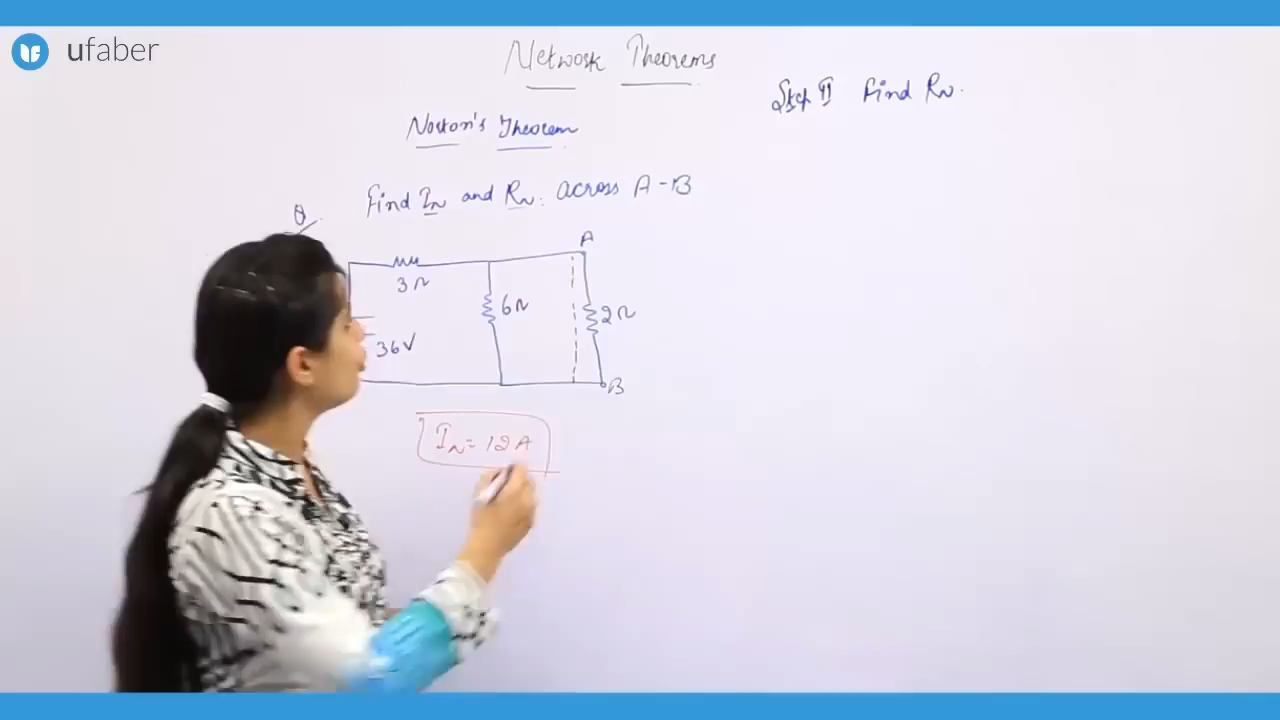 ufaber
Network Theorems
Step II Find RN.
Norton's Theorem
Q.
Find IN and RN. across A-B
A
3Ω
6Ω
2Ω
36V
B
IN = 12A